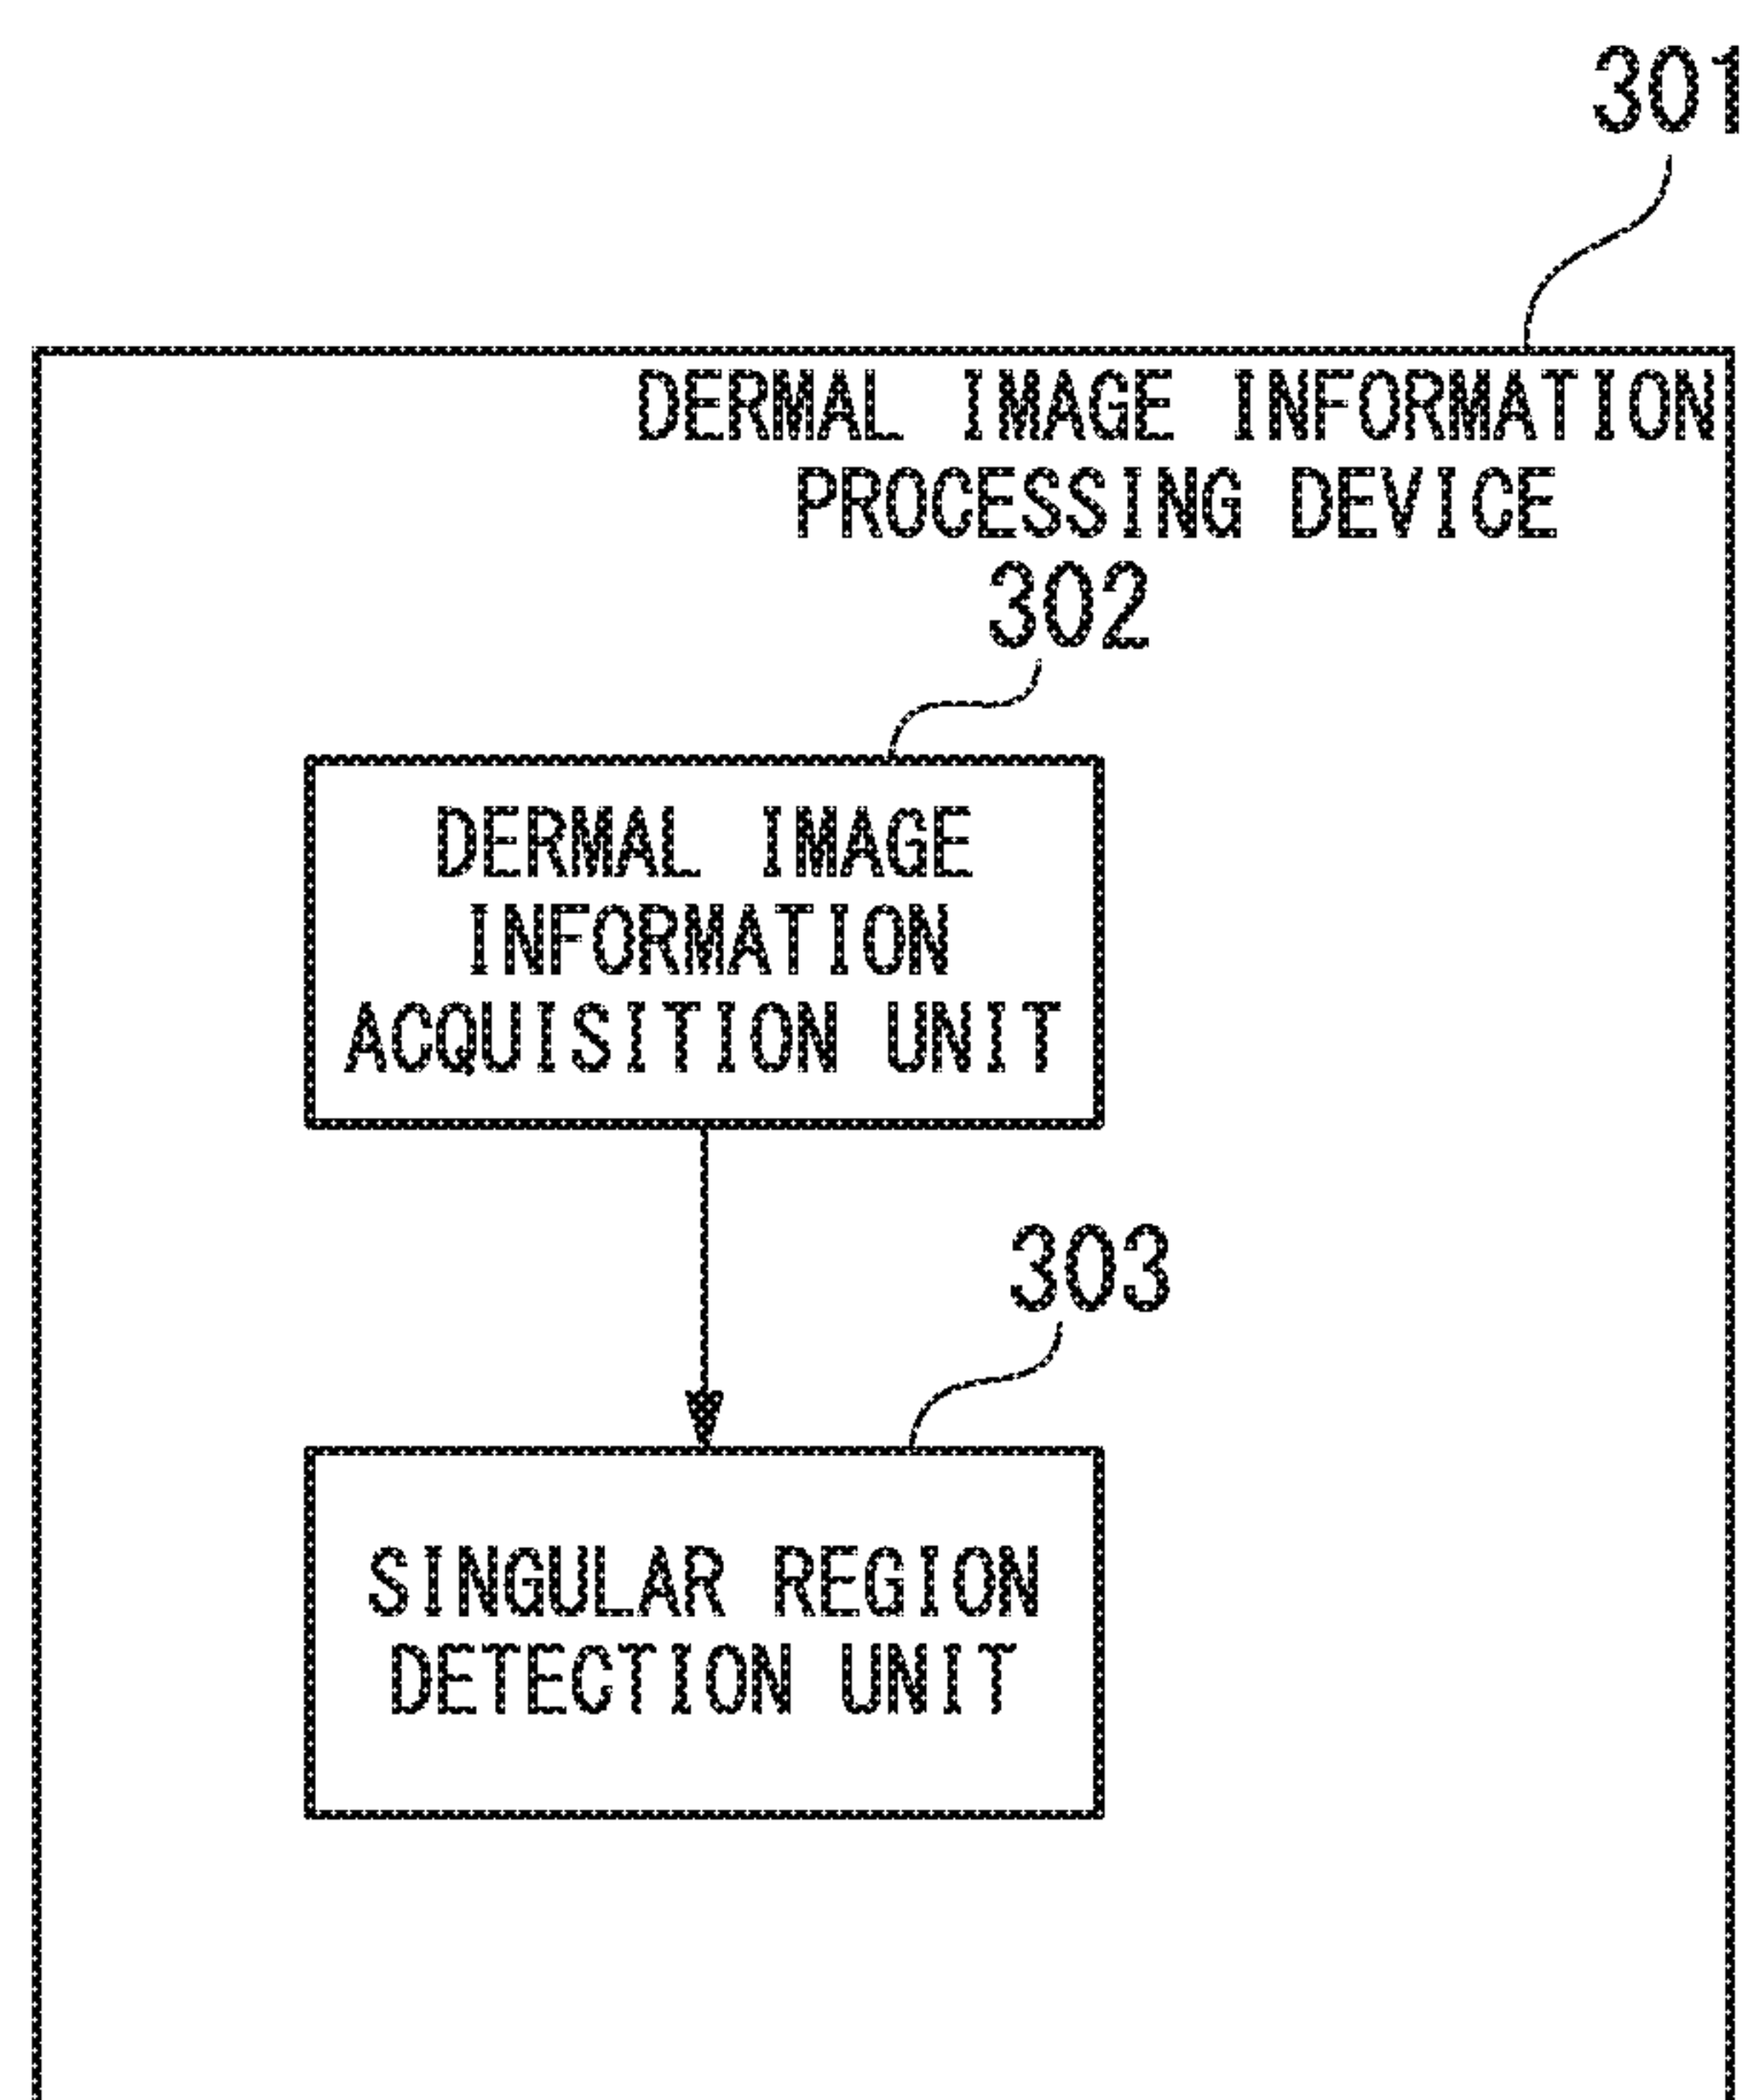 301
DERMAL IMAGE INFORMATION
PROCESSING DEVICE
302
DERMAL IMAGE
INFORMATION
ACQUISITION UNIT
303
SINGULAR REGION
DETECTION UNIT